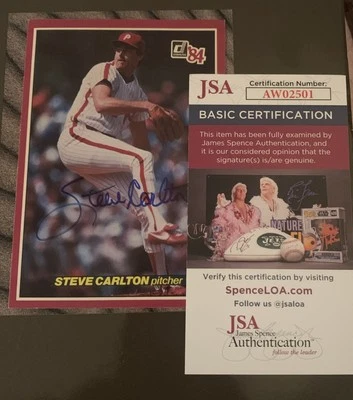 '84
Steve Carlton
STEVE CARLTON pitcher
JSA Certification Number:
AW02501
BASIC CERTIFICATION
This item has been fully examined by
James Spence Authentication, and
it is our considered opinion that the
signature(s) is/are genuine.
JETS
Verify this certification by visiting
SpenceLOA.com
Follow us @jsaloa
JSA
James Spence
Authentication
follow the leader